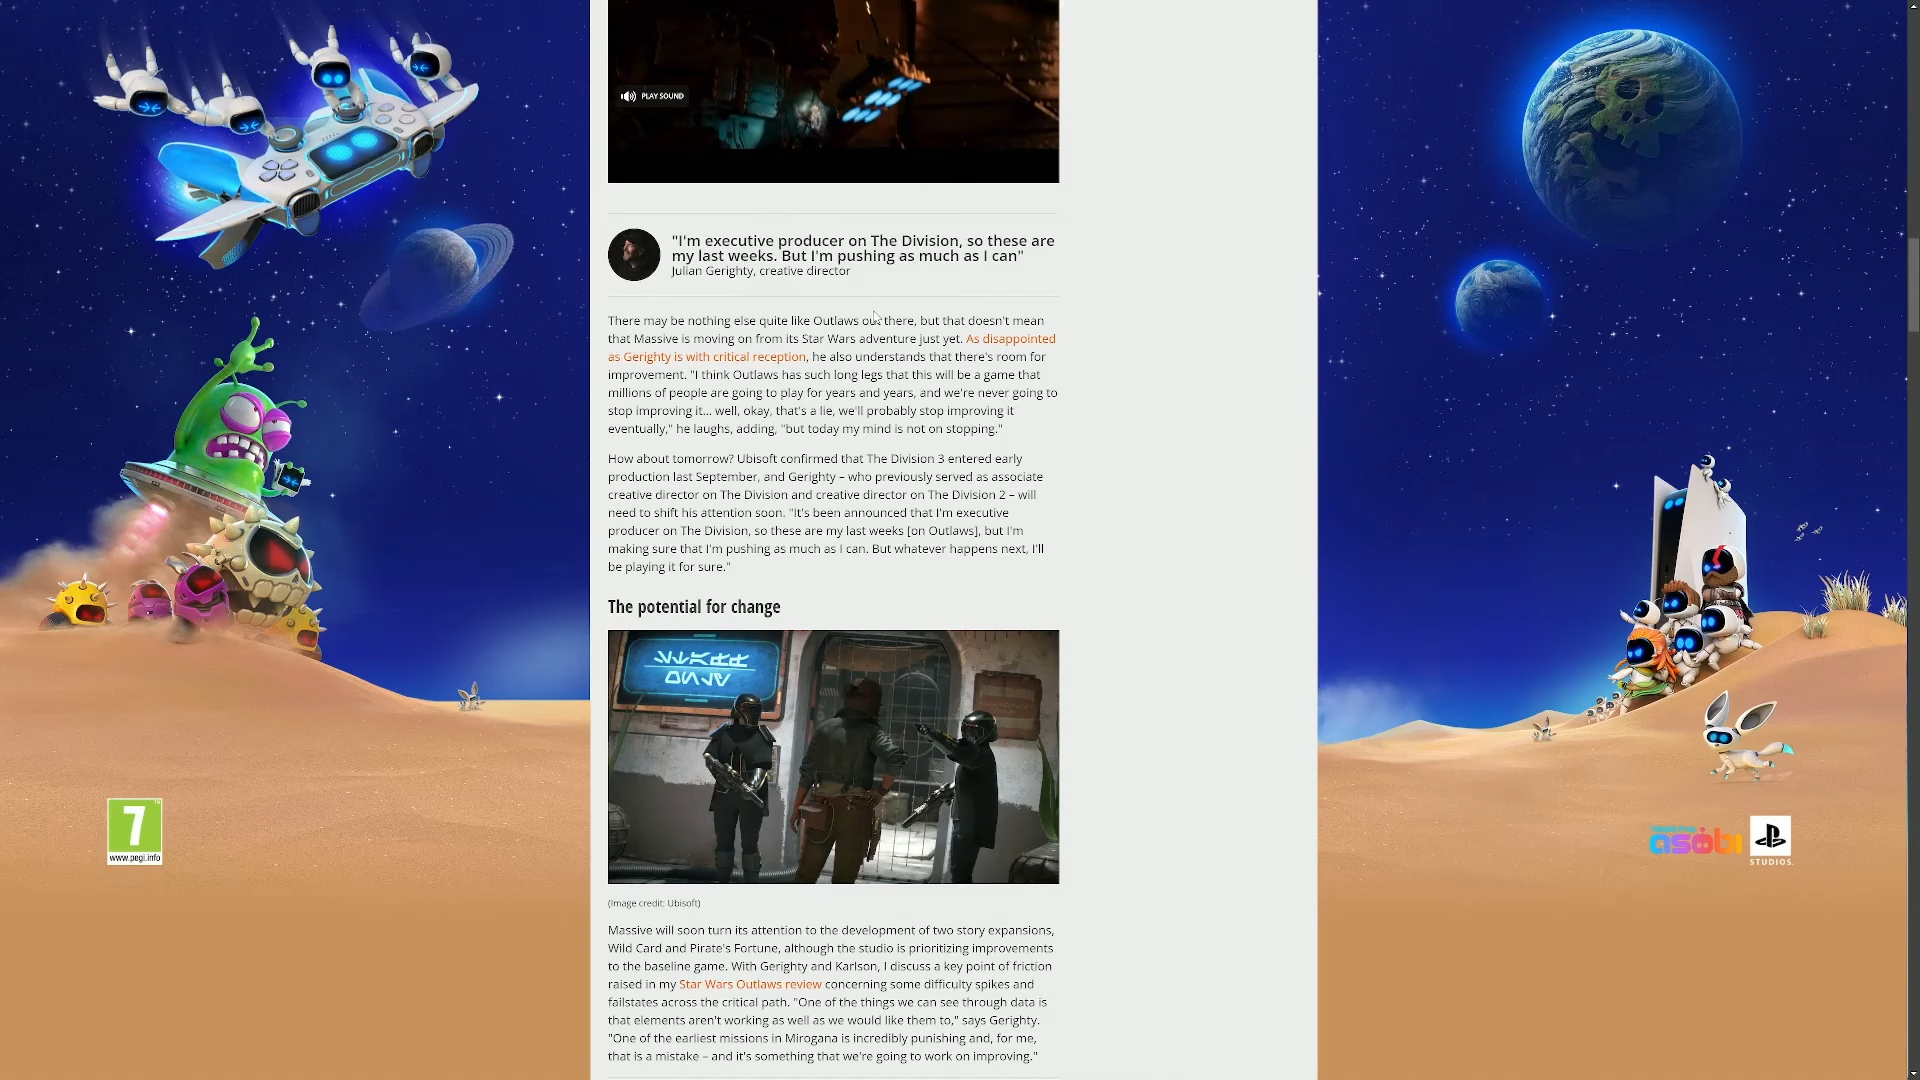 PLAY SOUND
"I'm executive producer on The Division, so these are
my last weeks. But I'm pushing as much as I can"
Julian Gerighty, creative director
There may be nothing else quite like Outlaws out there, but that doesn't mean
that Massive is moving on from its Star Wars adventure just yet. As disappointed
as Gerighty is with critical reception, he also understands that there's room for
improvement. "I think Outlaws has such long legs that this will be a game that
millions of people are going to play for years and years, and we're never going to
stop improving it... well, okay, that's a lie, we'll probably stop improving it
eventually," he laughs, adding, "but today my mind is not on stopping."
How about tomorrow? Ubisoft confirmed that The Division 3 entered early
production last September, and Gerighty – who previously served as associate
creative director on The Division and creative director on The Division 2 – will
need to shift his attention soon. "It's been announced that I'm executive
producer on The Division, so these are my last weeks [on Outlaws], but I'm
making sure that I'm pushing as much as I can. But whatever happens next, I'll
be playing it for sure."
The potential for change
(Image credit: Ubisoft)
Massive will soon turn its attention to the development of two story expansions,
Wild Card and Pirate's Fortune, although the studio is prioritizing improvements
to the baseline game. With Gerighty and Karlson, I discuss a key point of friction
raised in my Star Wars Outlaws review concerning some difficulty spikes and
failstates across the critical path. "One of the things we can see through data is
that elements aren't working as well as we would like them to," says Gerighty.
"One of the earliest missions in Mirogana is incredibly punishing and, for me,
that is a mistake – and it's something that we're going to work on improving."
7
www.pegi.info
asobi
STUDIOS